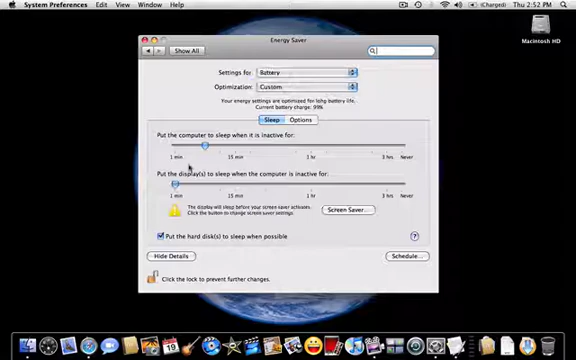 System Preferences Edit View Window Help (Charged) Thu 2:52 PM
Macintosh HD
Energy Saver
Show All
Settings for: Battery
Optimization: Custom
Your energy settings are optimized for long battery life.
Current battery charge: 99%
Sleep Options
Put the computer to sleep when it is inactive for:
1 min 15 min 1 hr 3 hrs Never
Put the display(s) to sleep when the computer is inactive for:
1 min 15 min 1 hr 3 hrs Never
The display will sleep before your screen saver activates.
Click the button to change screen saver settings.
Screen Saver...
Put the hard disk(s) to sleep when possible
?
Hide Details Schedule...
Click the lock to prevent further changes.
19